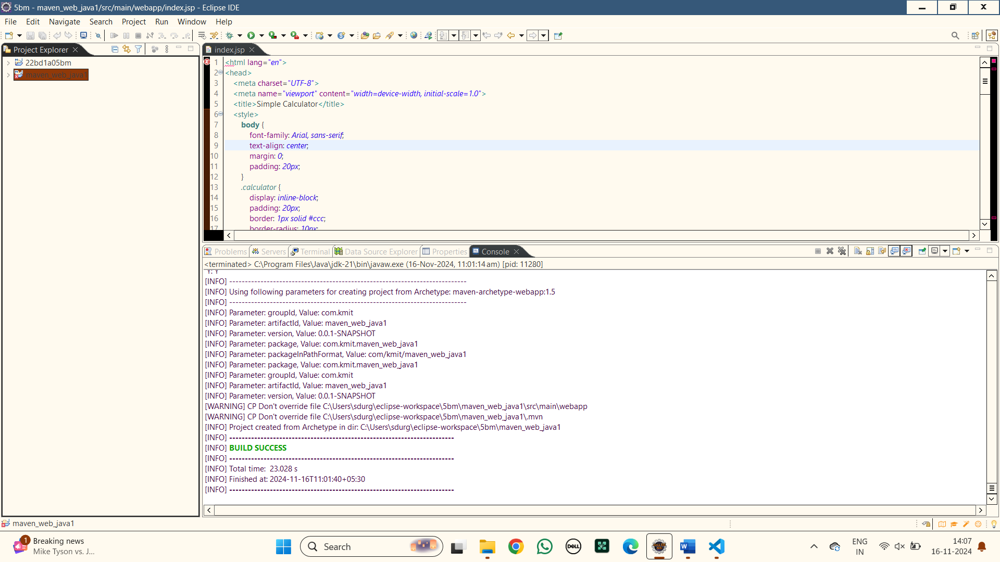 5bm - maven_web_java1/src/main/webapp/index.jsp - Eclipse IDE
File Edit Navigate Search Project Run Window Help
Project Explorer
22bd1a05bm
maven_web_java1
index.jsp
1 <html lang="en">
2 <head>
3 <meta charset="UTF-8">
4 <meta name="viewport" content="width=device-width, initial-scale=1.0">
5 <title>Simple Calculator</title>
6 <style>
7 body {
8 font-family: Arial, sans-serif;
9 text-align: center;
10 margin: 0;
11 padding: 20px;
12 }
13 .calculator {
14 display: inline-block;
15 padding: 20px;
16 border: 1px solid #ccc;
17 border-radius: 10px;
Problems Servers Terminal Data Source Explorer Properties Console
<terminated> C:\Program Files\Java\jdk-21\bin\javaw.exe (16-Nov-2024, 11:01:14 am) [pid: 11280]
Y: Y
[INFO] ----------------------------------------------------------------------------
[INFO] Using following parameters for creating project from Archetype: maven-archetype-webapp:1.5
[INFO] ----------------------------------------------------------------------------
[INFO] Parameter: groupId, Value: com.kmit
[INFO] Parameter: artifactId, Value: maven_web_java1
[INFO] Parameter: version, Value: 0.0.1-SNAPSHOT
[INFO] Parameter: package, Value: com.kmit.maven_web_java1
[INFO] Parameter: packageInPathFormat, Value: com/kmit/maven_web_java1
[INFO] Parameter: package, Value: com.kmit.maven_web_java1
[INFO] Parameter: groupId, Value: com.kmit
[INFO] Parameter: artifactId, Value: maven_web_java1
[INFO] Parameter: version, Value: 0.0.1-SNAPSHOT
[WARNING] CP Don't override file C:\Users\sdurg\eclipse-workspace\5bm\maven_web_java1\src\main\webapp
[WARNING] CP Don't override file C:\Users\sdurg\eclipse-workspace\5bm\maven_web_java1\.mvn
[INFO] Project created from Archetype in dir: C:\Users\sdurg\eclipse-workspace\5bm\maven_web_java1
[INFO] ------------------------------------------------------------------------
[INFO] BUILD SUCCESS
[INFO] ------------------------------------------------------------------------
[INFO] Total time:  23.028 s
[INFO] Finished at: 2024-11-16T11:01:40+05:30
[INFO] ------------------------------------------------------------------------
maven_web_java1
1
Breaking news
Mike Tyson vs. J...
Search
DELL
ENG
IN
14:07
16-11-2024